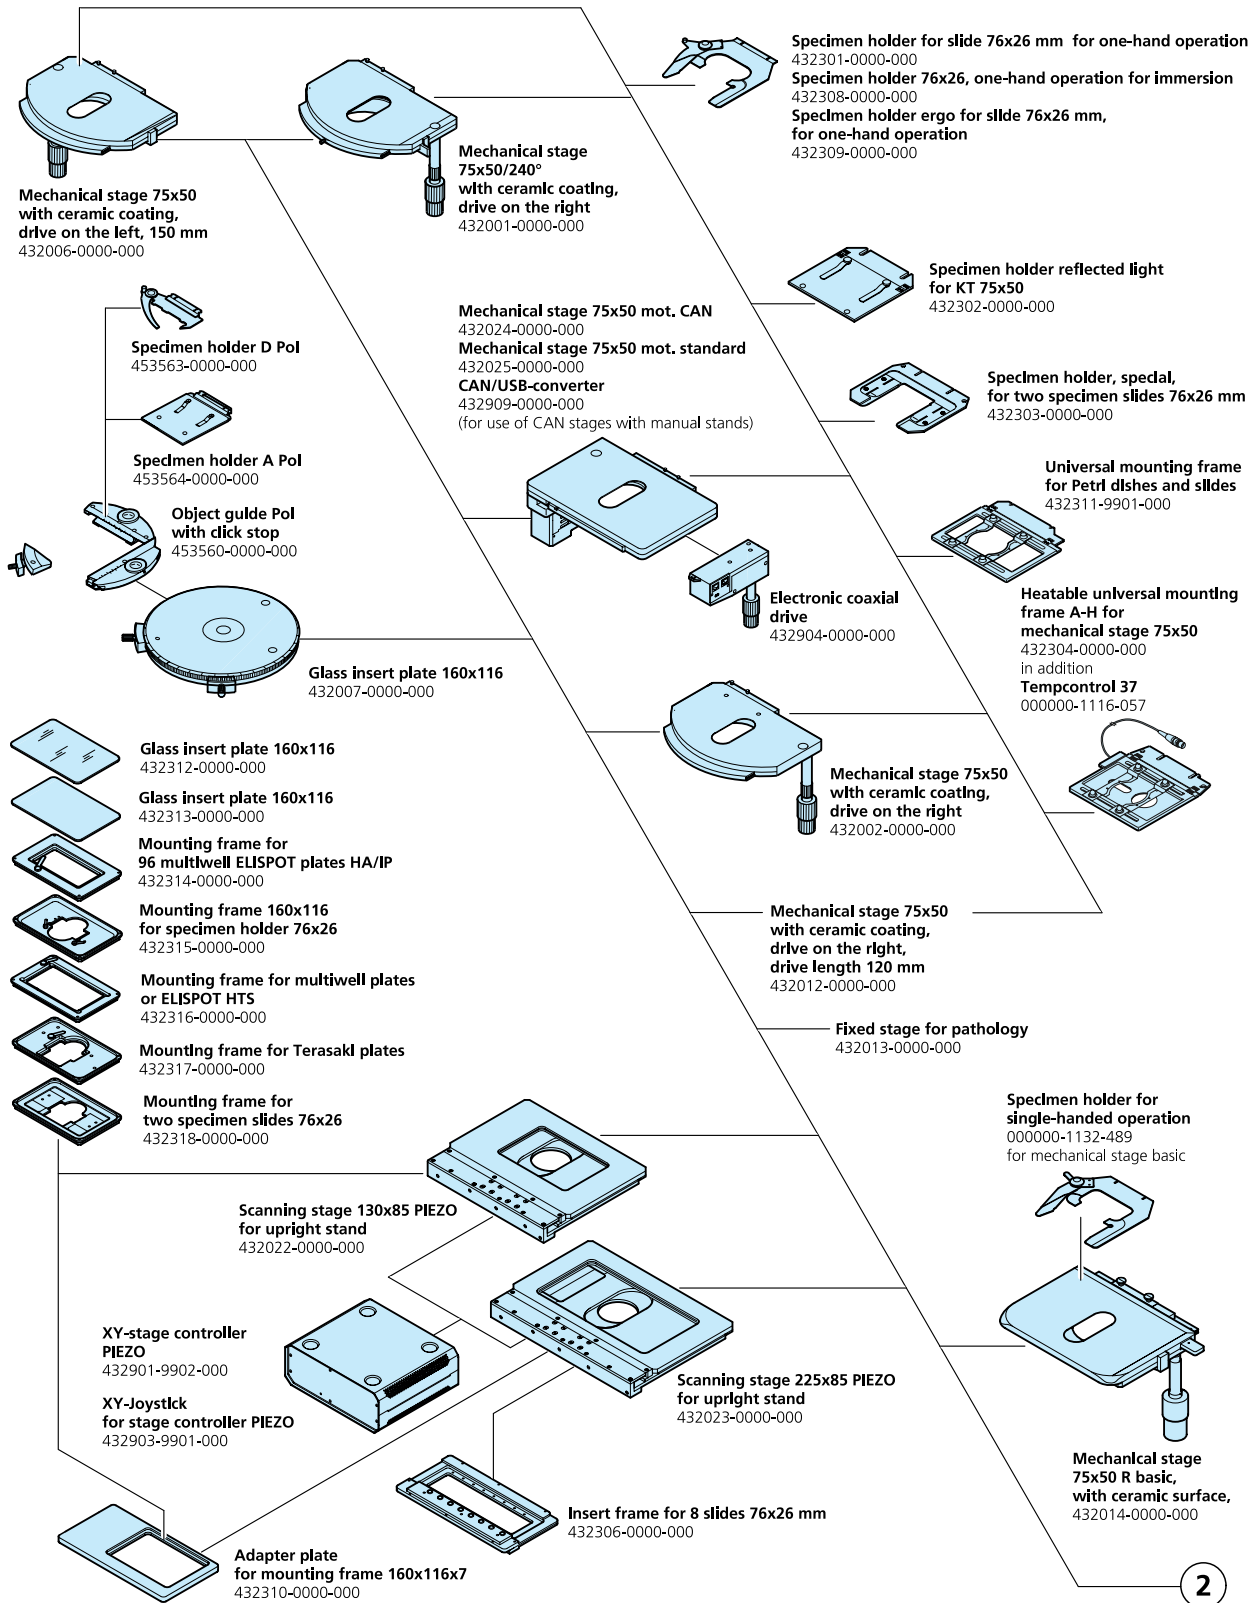 Specimen holder for slide 76x26 mm for one-hand operation
432301-0000-000
Specimen holder 76x26, one-hand operation for immersion
432308-0000-000
Specimen holder ergo for slide 76x26 mm,
for one-hand operation
432309-0000-000
Mechanical stage
75x50/240°
with ceramic coating,
drive on the right
432001-0000-000
Mechanical stage 75x50
with ceramic coating,
drive on the left, 150 mm
432006-0000-000
Specimen holder reflected light
for KT 75x50
432302-0000-000
Mechanical stage 75x50 mot. CAN
432024-0000-000
Mechanical stage 75x50 mot. standard
432025-0000-000
CAN/USB-converter
432909-0000-000
(for use of CAN stages with manual stands)
Specimen holder D Pol
453563-0000-000
Specimen holder, special,
for two specimen slides 76x26 mm
432303-0000-000
Specimen holder A Pol
453564-0000-000
Universal mounting frame
for Petri dishes and slides
432311-9901-000
Object guide Pol
with click stop
453560-0000-000
Electronic coaxial
drive
432904-0000-000
Heatable universal mounting
frame A-H for
mechanical stage 75x50
432304-0000-000
in addition
Tempcontrol 37
000000-1116-057
Glass insert plate 160x116
432007-0000-000
Glass insert plate 160x116
432312-0000-000
Glass insert plate 160x116
432313-0000-000
Mechanical stage 75x50
with ceramic coating,
drive on the right
432002-0000-000
Mounting frame for
96 multiwell ELISPOT plates HA/IP
432314-0000-000
Mounting frame 160x116
for specimen holder 76x26
432315-0000-000
Mechanical stage 75x50
with ceramic coating,
drive on the right,
drive length 120 mm
432012-0000-000
Mounting frame for multiwell plates
or ELISPOT HTS
432316-0000-000
Fixed stage for pathology
432013-0000-000
Mounting frame for Terasaki plates
432317-0000-000
Mounting frame for
two specimen slides 76x26
432318-0000-000
Specimen holder for
single-handed operation
000000-1132-489
for mechanical stage basic
Scanning stage 130x85 PIEZO
for upright stand
432022-0000-000
XY-stage controller
PIEZO
432901-9902-000
XY-Joystick
for stage controller PIEZO
432903-9901-000
Scanning stage 225x85 PIEZO
for upright stand
432023-0000-000
Mechanical stage
75x50 R basic,
with ceramic surface,
432014-0000-000
Insert frame for 8 slides 76x26 mm
432306-0000-000
Adapter plate
for mounting frame 160x116x7
432310-0000-000
2